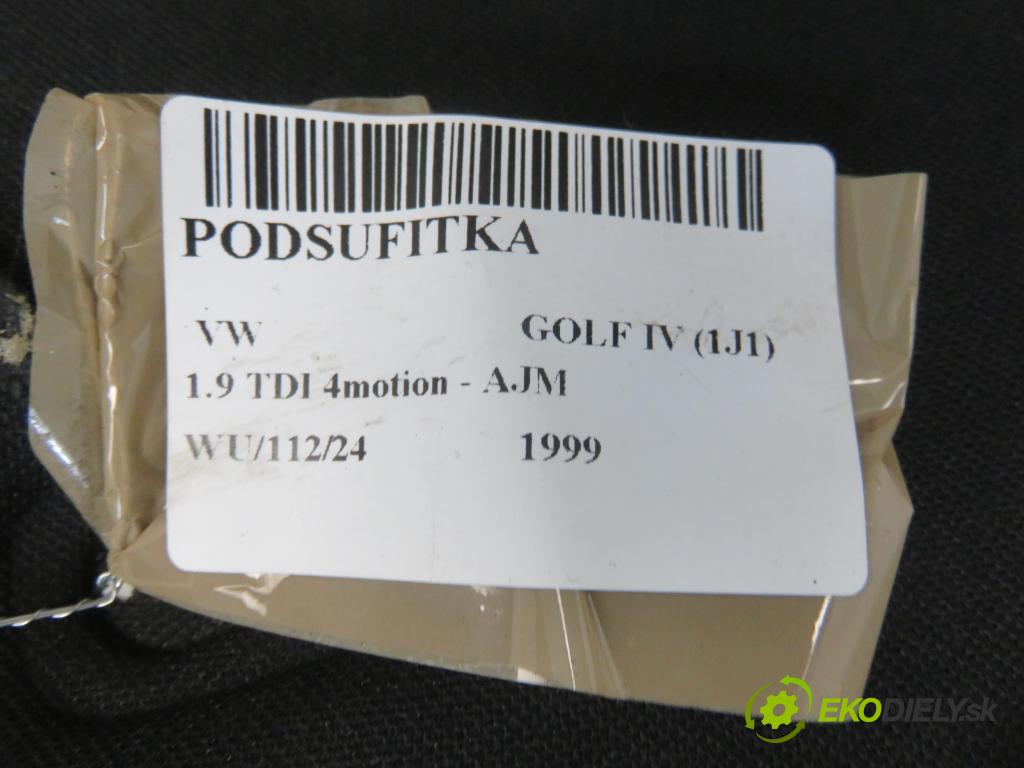 PODSUFITKA
VW GOLF IV (1J1)
1.9 TDI 4motion - AJM
WU/112/24 1999
EKODIELY.sk